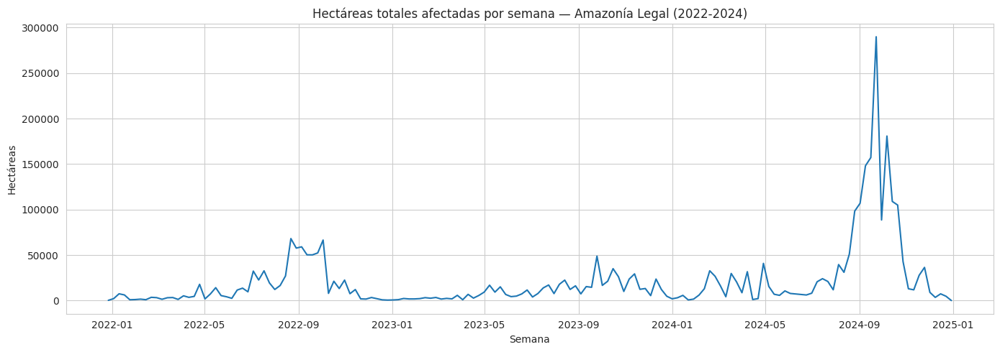 Hectáreas totales afectadas por semana — Amazonía Legal (2022-2024)
300000
250000
200000
150000
100000
50000
0
Hectáreas
2022-01 2022-05 2022-09 2023-01 2023-05 2023-09 2024-01 2024-05 2024-09 2025-01
Semana